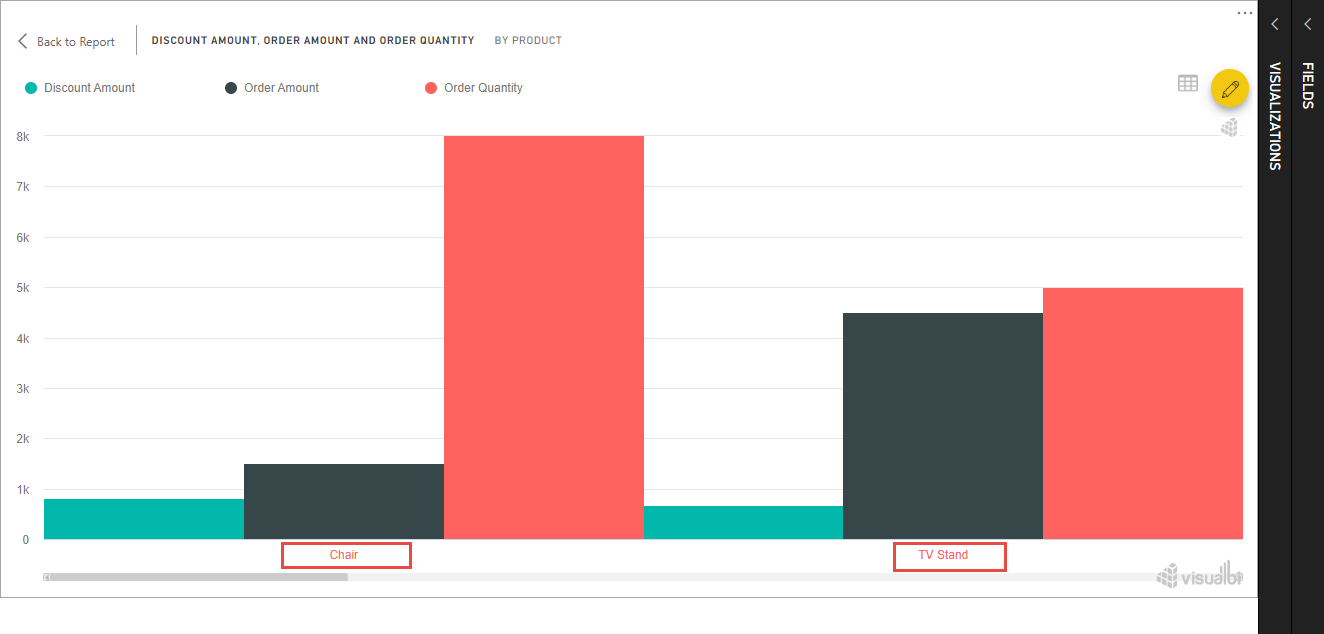 Back to Report
DISCOUNT AMOUNT, ORDER AMOUNT AND ORDER QUANTITY BY PRODUCT
Discount Amount
Order Amount
Order Quantity
8k
7k
6k
5k
4k
3k
2k
1k
0
Chair
TV Stand
visualbi
VISUALIZATIONS
FIELDS